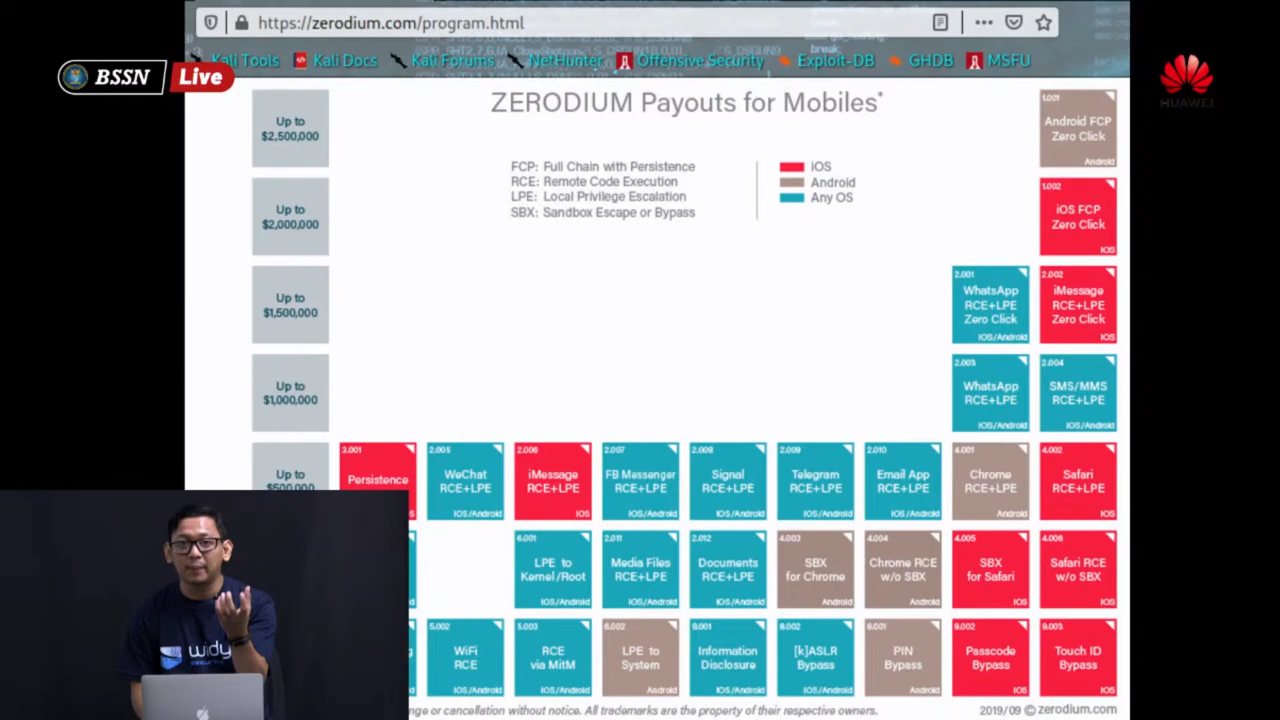 https://zerodium.com/program.html
Kali Tools
Kali Docs
Kali Forums
NetHunter
Offensive Security
Exploit-DB
GHDB
MSFU
BSSN
Live
HUAWEI
ZERODIUM Payouts for Mobiles*
FCP: Full Chain with Persistence
RCE: Remote Code Execution
LPE: Local Privilege Escalation
SBX: Sandbox Escape or Bypass
IOS
Android
Any OS
Up to
$2,500,000
1.001
Android FCP
Zero Click
Android
Up to
$2,000,000
1.002
iOS FCP
Zero Click
IOS
Up to
$1,500,000
2.001
WhatsApp
RCE+LPE
Zero Click
IOS/Android
2.002
iMessage
RCE+LPE
Zero Click
IOS
Up to
$1,000,000
2.003
WhatsApp
RCE+LPE
IOS/Android
2.004
SMS/MMS
RCE+LPE
IOS/Android
Up to
$500,000
3.001
Persistence
2.005
WeChat
RCE+LPE
IOS/Android
2.006
iMessage
RCE+LPE
IOS
2.007
FB Messenger
RCE+LPE
IOS/Android
2.008
Signal
RCE+LPE
IOS/Android
2.009
Telegram
RCE+LPE
IOS/Android
2.010
Email App
RCE+LPE
IOS/Android
4.001
Chrome
RCE+LPE
Android
4.002
Safari
RCE+LPE
IOS
6.001
LPE to
Kernel/Root
IOS/Android
2.011
Media Files
RCE+LPE
IOS/Android
2.012
Documents
RCE+LPE
IOS/Android
4.003
SBX
for Chrome
Android
4.004
Chrome RCE
w/o SBX
Android
4.005
SBX
for Safari
IOS
4.006
Safari RCE
w/o SBX
IOS
5.002
WiFi
RCE
IOS/Android
5.003
RCE
via MitM
IOS/Android
6.002
LPE to
System
Android
8.001
Information
Disclosure
IOS/Android
8.002
[k]ASLR
Bypass
IOS/Android
9.001
PIN
Bypass
Android
9.002
Passcode
Bypass
IOS
9.003
Touch ID
Bypass
IOS
or cancellation without notice. All trademarks are the property of their respective owners.
2019/09 © zerodium.com
widy
security